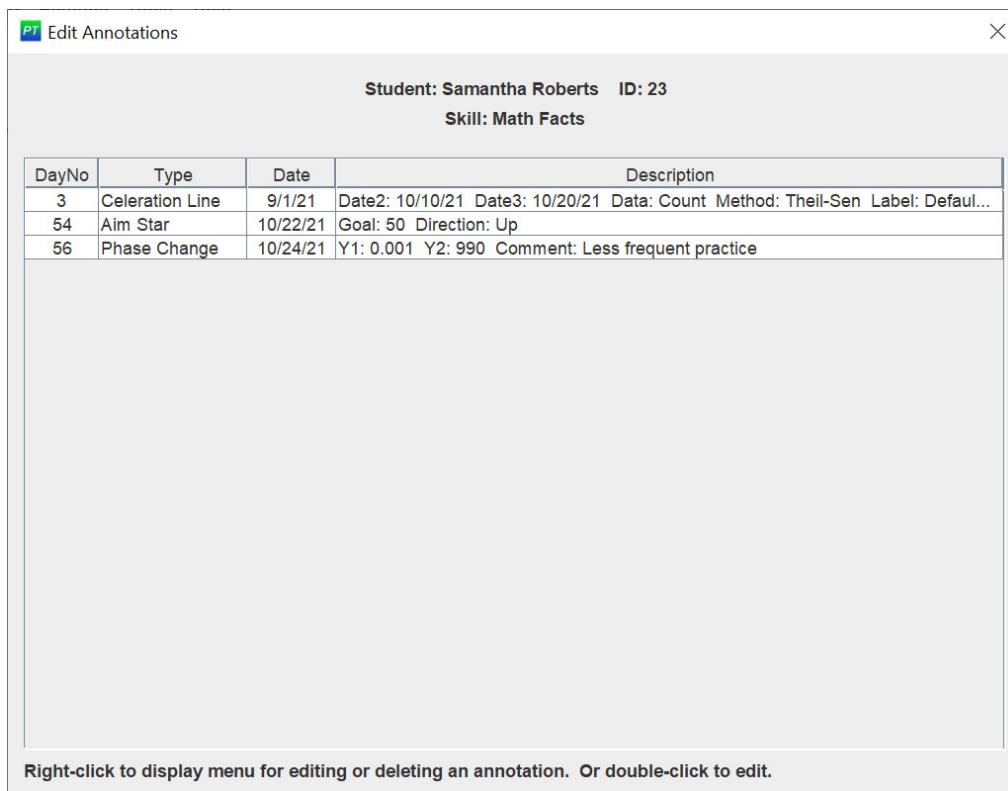 PT Edit Annotations
Student: Samantha Roberts ID: 23
Skill: Math Facts
DayNo Type Date Description
3 Celeration Line 9/1/21 Date2: 10/10/21 Date3: 10/20/21 Data: Count Method: Theil-Sen Label: Defaul...
54 Aim Star 10/22/21 Goal: 50 Direction: Up
56 Phase Change 10/24/21 Y1: 0.001 Y2: 990 Comment: Less frequent practice
Right-click to display menu for editing or deleting an annotation. Or double-click to edit.